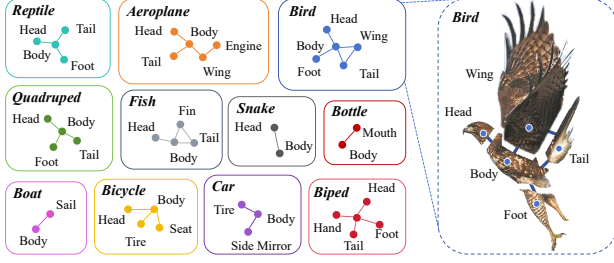 Reptile
Head
Tail
Body
Foot
Aeroplane
Head
Body
Engine
Tail
Wing
Bird
Head
Wing
Body
Foot
Tail
Quadruped
Head
Body
Foot
Tail
Fish
Fin
Head
Tail
Body
Snake
Head
Body
Bottle
Mouth
Body
Boat
Sail
Body
Bicycle
Body
Head
Seat
Tire
Car
Tire
Body
Side Mirror
Biped
Head
Hand
Foot
Tail
Bird
Wing
Head
Tail
Body
Foot